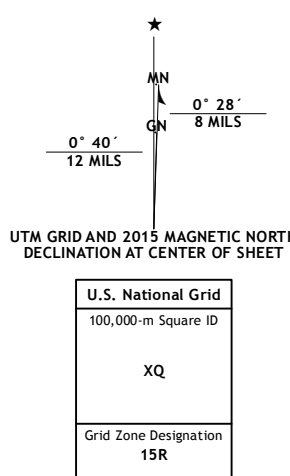 ★
MN
0° 28´
8 MILS
GN
0° 40´
12 MILS
UTM GRID AND 2015 MAGNETIC NORTH
DECLINATION AT CENTER OF SHEET
U.S. National Grid
100,000-m Square ID
XQ
Grid Zone Designation
15R